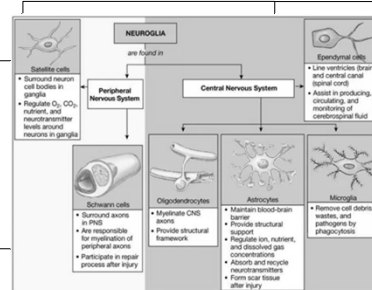 NEUROGLIA
are found in
Satellite cells
• Surround neuron
cell bodies in
ganglia
• Regulate O₂, CO₂,
nutrient, and
neurotransmitter
levels around
neurons in ganglia
Peripheral
Nervous System
Central Nervous System
Ependymal cells
• Line ventricles (brain)
and central canal
(spinal cord)
• Assist in producing,
circulating, and
monitoring of
cerebrospinal fluid
Schwann cells
• Surround axons
in PNS
• Are responsible
for myelination of
peripheral axons
• Participate in repair
process after injury
Oligodendrocytes
• Myelinate CNS
axons
• Provide structural
framework
Astrocytes
• Maintain blood-brain
barrier
• Provide structural
support
• Regulate ion, nutrient,
and dissolved gas
concentrations
• Absorb and recycle
neurotransmitters
• Form scar tissue
after injury
Microglia
• Remove cell debris,
wastes, and
pathogens by
phagocytosis